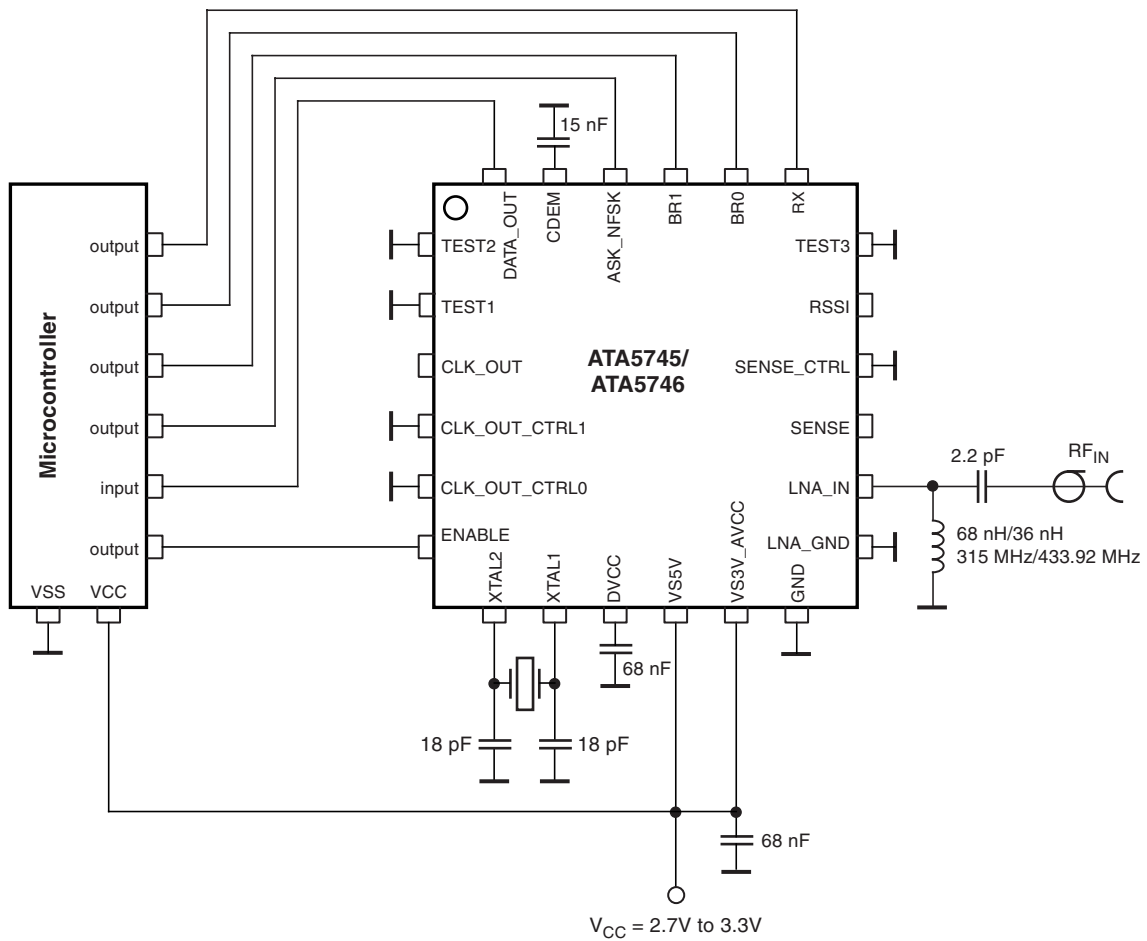 15 nF
DATA_OUT
CDEM
ASK_NFSK
BR1
BR0
RX
Microcontroller
output
output
output
output
input
output
VSS
VCC
TEST2
TEST1
CLK_OUT
CLK_OUT_CTRL1
CLK_OUT_CTRL0
ENABLE
ATA5745/
ATA5746
TEST3
RSSI
SENSE_CTRL
SENSE
LNA_IN
LNA_GND
XTAL2
XTAL1
DVCC
VS5V
VS3V_AVCC
GND
2.2 pF
RFIN
68 nH/36 nH
315 MHz/433.92 MHz
68 nF
18 pF
18 pF
68 nF
VCC = 2.7V to 3.3V